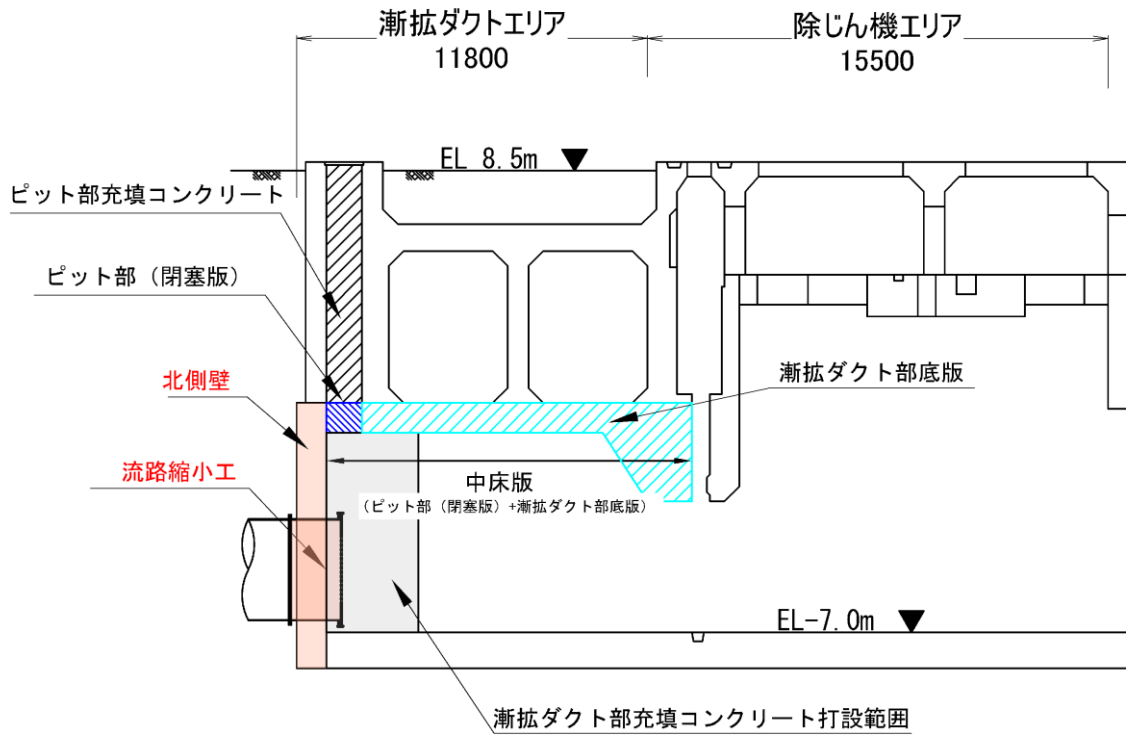 漸拡ダクトエリア
11800
除じん機エリア
15500
EL 8.5m
ピット部充填コンクリート
ピット部（閉塞版）
北側壁
漸拡ダクト部底版
流路縮小工
中床版
（ピット部（閉塞版）+漸拡ダクト部底版）
EL-7.0m
漸拡ダクト部充填コンクリート打設範囲